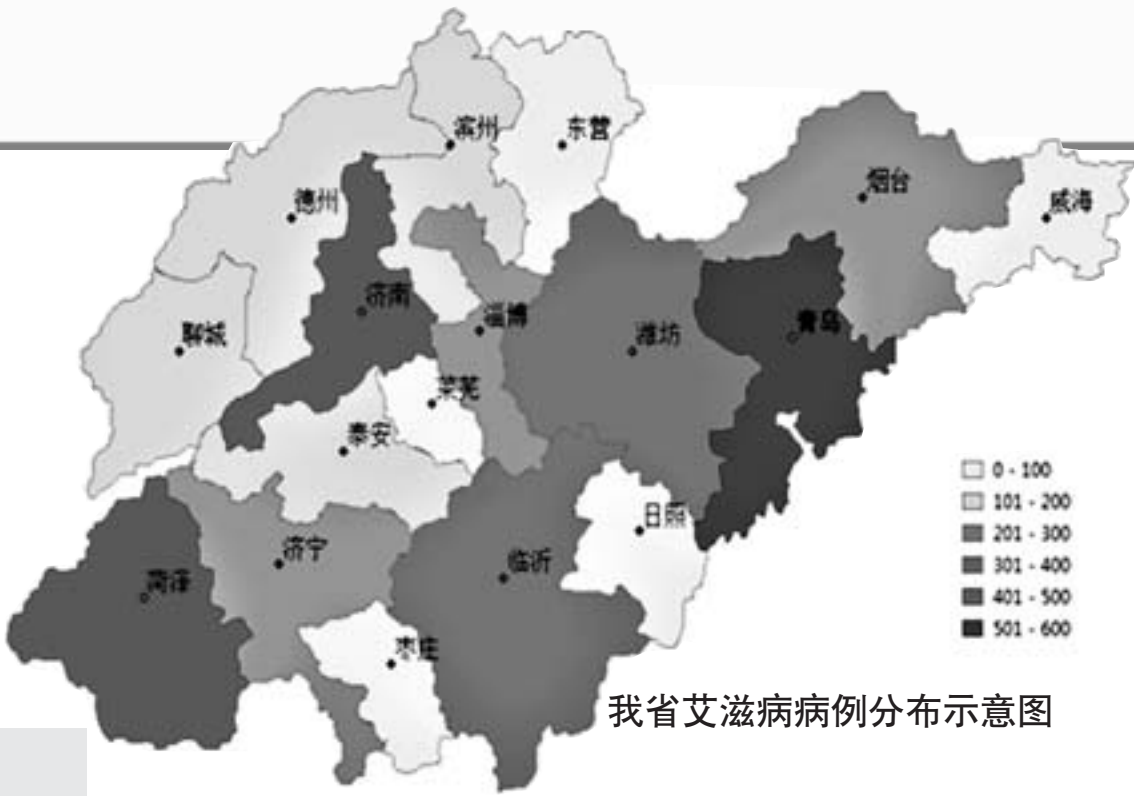 滨州
东营
烟台
威海
德州
济南
淄博
潍坊
青岛
聊城
莱芜
泰安
日照
济宁
临沂
菏泽
枣庄
0 - 100
101 - 200
201 - 300
301 - 400
401 - 500
501 - 600
我省艾滋病病例分布示意图